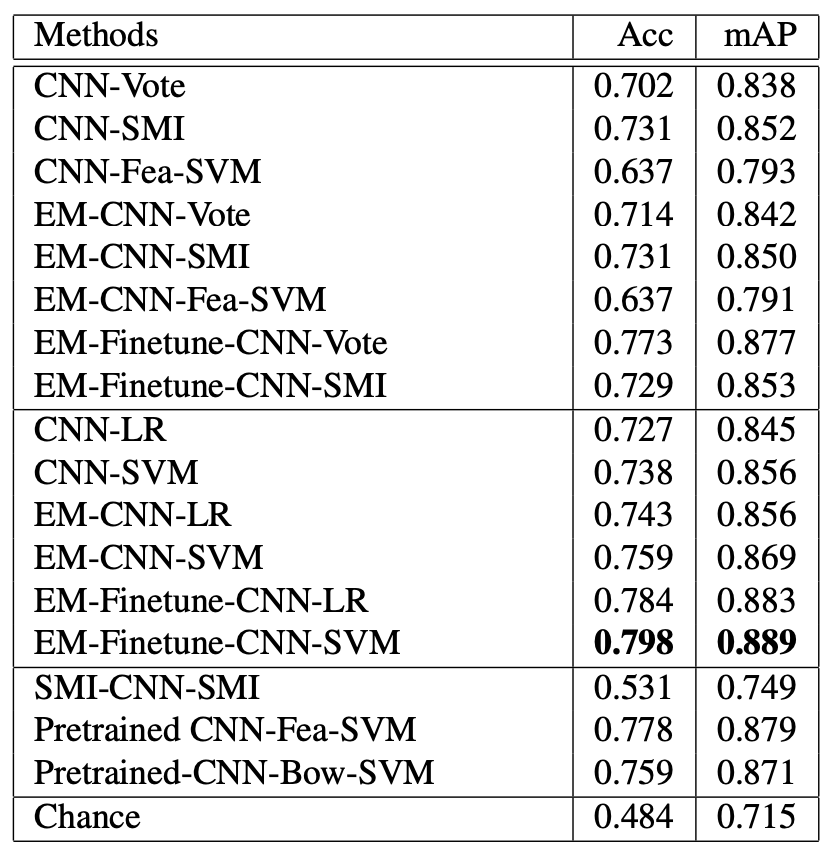 Methods Acc mAP
CNN-Vote 0.702 0.838
CNN-SMI 0.731 0.852
CNN-Fea-SVM 0.637 0.793
EM-CNN-Vote 0.714 0.842
EM-CNN-SMI 0.731 0.850
EM-CNN-Fea-SVM 0.637 0.791
EM-Finetune-CNN-Vote 0.773 0.877
EM-Finetune-CNN-SMI 0.729 0.853
CNN-LR 0.727 0.845
CNN-SVM 0.738 0.856
EM-CNN-LR 0.743 0.856
EM-CNN-SVM 0.759 0.869
EM-Finetune-CNN-LR 0.784 0.883
EM-Finetune-CNN-SVM 0.798 0.889
SMI-CNN-SMI 0.531 0.749
Pretrained CNN-Fea-SVM 0.778 0.879
Pretrained-CNN-Bow-SVM 0.759 0.871
Chance 0.484 0.715